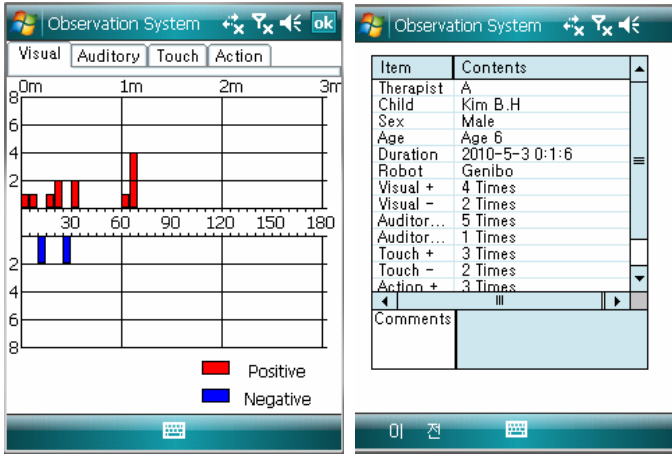 Observation System ok
Visual Auditory Touch Action
0m 1m 2m 3m
8
6
4
2
30 60 90 120 150 180
2
4
6
8
Positive
Negative
Observation System
Item Contents
Therapist A
Child Kim B.H
Sex Male
Age Age 6
Duration 2010-5-3 0:1:6
Robot Genibo
Visual + 4 Times
Visual - 2 Times
Auditor... 5 Times
Auditor... 1 Times
Touch + 3 Times
Touch - 2 Times
Action + 3 Times
Comments
이 전